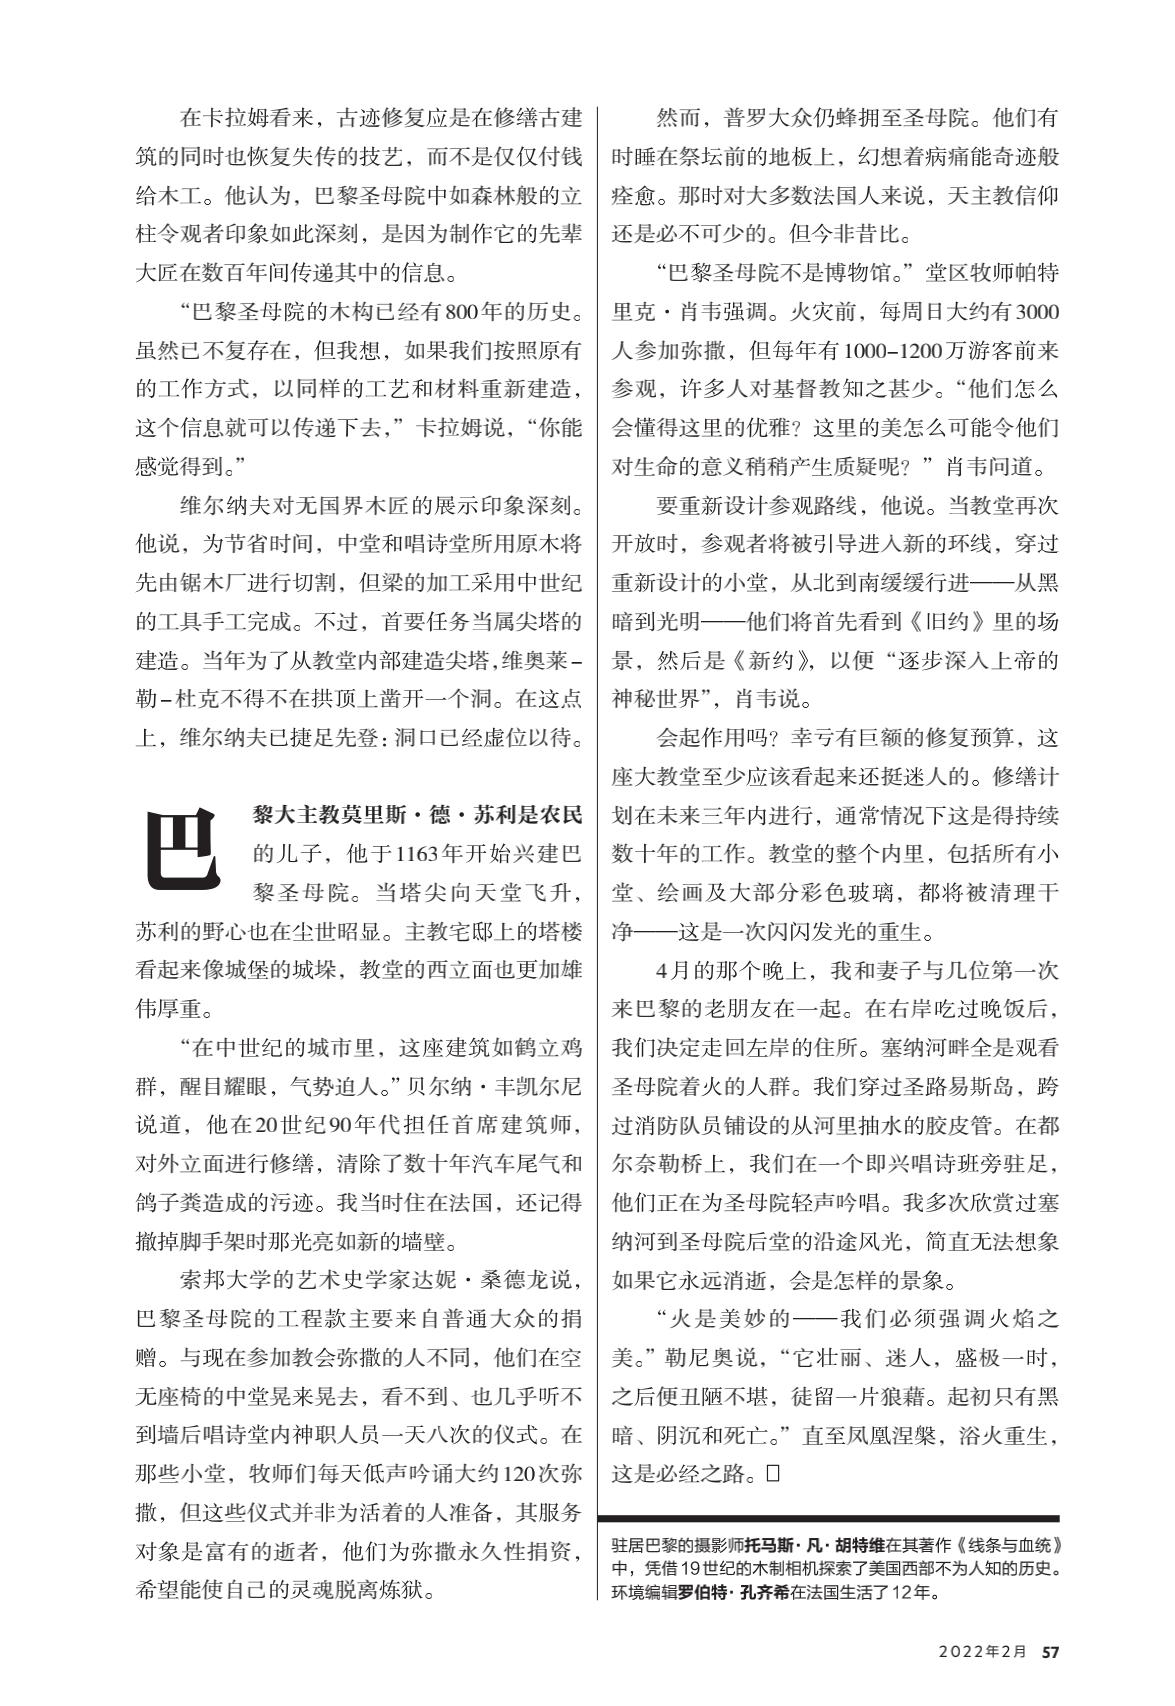 在卡拉姆看来，古迹修复应是在修缮古建
筑的同时也恢复失传的技艺，而不是仅仅付钱
给木工。他认为，巴黎圣母院中如森林般的立
柱令观者印象如此深刻，是因为制作它的先辈
大匠在数百年间传递其中的信息。
“巴黎圣母院的木构已经有800年的历史。
虽然已不复存在，但我想，如果我们按照原有
的工作方式，以同样的工艺和材料重新建造，
这个信息就可以传递下去，”卡拉姆说，“你能
感觉得到。”
维尔纳夫对无国界木匠的展示印象深刻。
他说，为节省时间，中堂和唱诗堂所用原木将
先由锯木厂进行切割，但梁的加工采用中世纪
的工具手工完成。不过，首要任务当属尖塔的
建造。当年为了从教堂内部建造尖塔，维奥莱–
勒–杜克不得不在拱顶上凿开一个洞。在这点
上，维尔纳夫已捷足先登：洞口已经虚位以待。
巴黎大主教莫里斯·德·苏利是农民
的儿子，他于1163年开始兴建巴
黎圣母院。当塔尖向天堂飞升，
苏利的野心也在尘世昭显。主教宅邸上的塔楼
看起来像城堡的城垛，教堂的西立面也更加雄
伟厚重。
“在中世纪的城市里，这座建筑如鹤立鸡
群，醒目耀眼，气势迫人。”贝尔纳·丰凯尔尼
说道，他在20世纪90年代担任首席建筑师，
对外立面进行修缮，清除了数十年汽车尾气和
鸽子粪造成的污迹。我当时住在法国，还记得
撤掉脚手架时那光亮如新的墙壁。
索邦大学的艺术史学家达妮·桑德龙说，
巴黎圣母院的工程款主要来自普通大众的捐
赠。与现在参加教会弥撒的人不同，他们在空
无座椅的中堂晃来晃去，看不到、也几乎听不
到墙后唱诗堂内神职人员一天八次的仪式。在
那些小堂，牧师们每天低声吟诵大约120次弥
撒，但这些仪式并非为活着的人准备，其服务
对象是富有的逝者，他们为弥撒永久性捐资，
希望能使自己的灵魂脱离炼狱。
然而，普罗大众仍蜂拥至圣母院。他们有
时睡在祭坛前的地板上，幻想着病痛能奇迹般
痊愈。那时对大多数法国人来说，天主教信仰
还是必不可少的。但今非昔比。
“巴黎圣母院不是博物馆。”堂区牧师帕特
里克·肖韦强调。火灾前，每周日大约有3000
人参加弥撒，但每年有1000–1200万游客前来
参观，许多人对基督教知之甚少。“他们怎么
会懂得这里的优雅？这里的美怎么可能令他们
对生命的意义稍稍产生质疑呢？”肖韦问道。
要重新设计参观路线，他说。当教堂再次
开放时，参观者将被引导进入新的环线，穿过
重新设计的小堂，从北到南缓缓行进——从黑
暗到光明——他们将首先看到《旧约》里的场
景，然后是《新约》，以便“逐步深入上帝的
神秘世界”，肖韦说。
会起作用吗？幸亏有巨额的修复预算，这
座大教堂至少应该看起来还挺迷人的。修缮计
划在未来三年内进行，通常情况下这是得持续
数十年的工作。教堂的整个内里，包括所有小
堂、绘画及大部分彩色玻璃，都将被清理干
净——这是一次闪闪发光的重生。
4月的那个晚上，我和妻子与几位第一次
来巴黎的老朋友在一起。在右岸吃过晚饭后，
我们决定走回左岸的住所。塞纳河畔全是观看
圣母院着火的人群。我们穿过圣路易斯岛，跨
过消防队员铺设的从河里抽水的胶皮管。在都
尔奈勒桥上，我们在一个即兴唱诗班旁驻足，
他们正在为圣母院轻声吟唱。我多次欣赏过塞
纳河到圣母院后堂的沿途风光，简直无法想象
如果它永远消逝，会是怎样的景象。
“火是美妙的——我们必须强调火焰之
美。”勒尼奥说，“它壮丽、迷人，盛极一时，
之后便丑陋不堪，徒留一片狼藉。起初只有黑
暗、阴沉和死亡。”直至凤凰涅槃，浴火重生，
这是必经之路。□
驻居巴黎的摄影师托马斯·凡·胡特维在其著作《线条与血统》
中，凭借19世纪的木制相机探索了美国西部不为人知的历史。
环境编辑罗伯特·孔齐希在法国生活了12年。
2022年2月 57